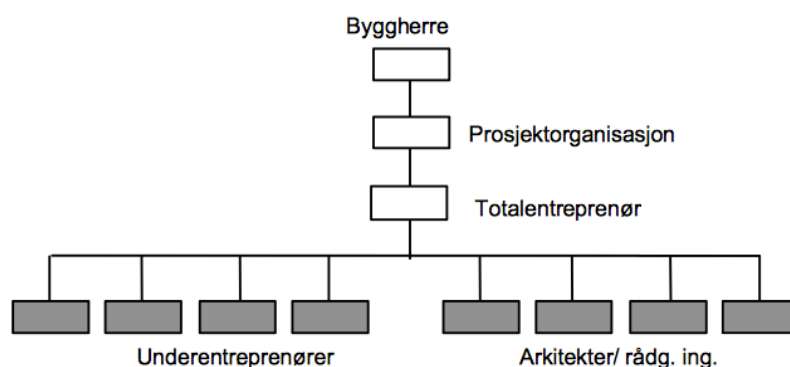 Byggherre
Prosjektorganisasjon
Totalentreprenør
Underentreprenører
Arkitekter/ rådg. ing.